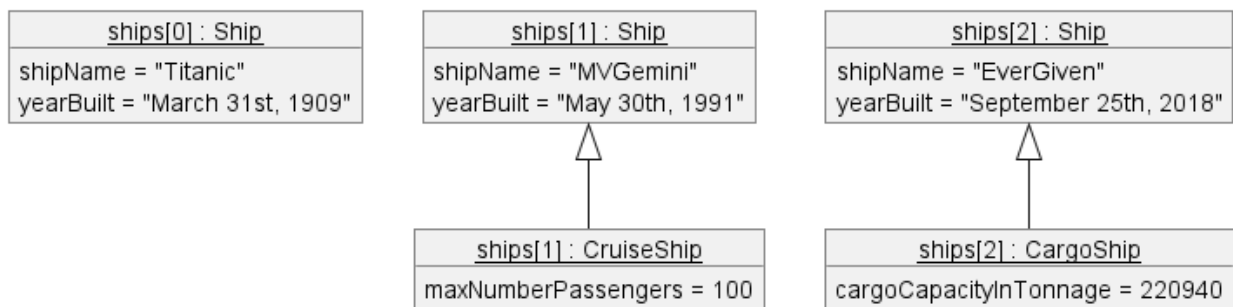 ships[0] : Ship
shipName = "Titanic"
yearBuilt = "March 31st, 1909"
ships[1] : Ship
shipName = "MVGemini"
yearBuilt = "May 30th, 1991"
ships[2] : Ship
shipName = "EverGiven"
yearBuilt = "September 25th, 2018"
ships[1] : CruiseShip
maxNumberPassengers = 100
ships[2] : CargoShip
cargoCapacityInTonnage = 220940